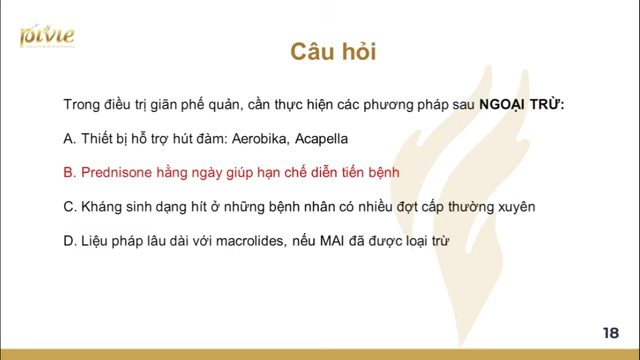 pivie
Câu hỏi
Trong điều trị giãn phế quản, cần thực hiện các phương pháp sau NGOẠI TRỪ:
A. Thiết bị hỗ trợ hút đàm: Aerobika, Acapella
B. Prednisone hằng ngày giúp hạn chế diễn tiến bệnh
C. Kháng sinh dạng hít ở những bệnh nhân có nhiều đợt cấp thường xuyên
D. Liệu pháp lâu dài với macrolides, nếu MAI đã được loại trừ
18